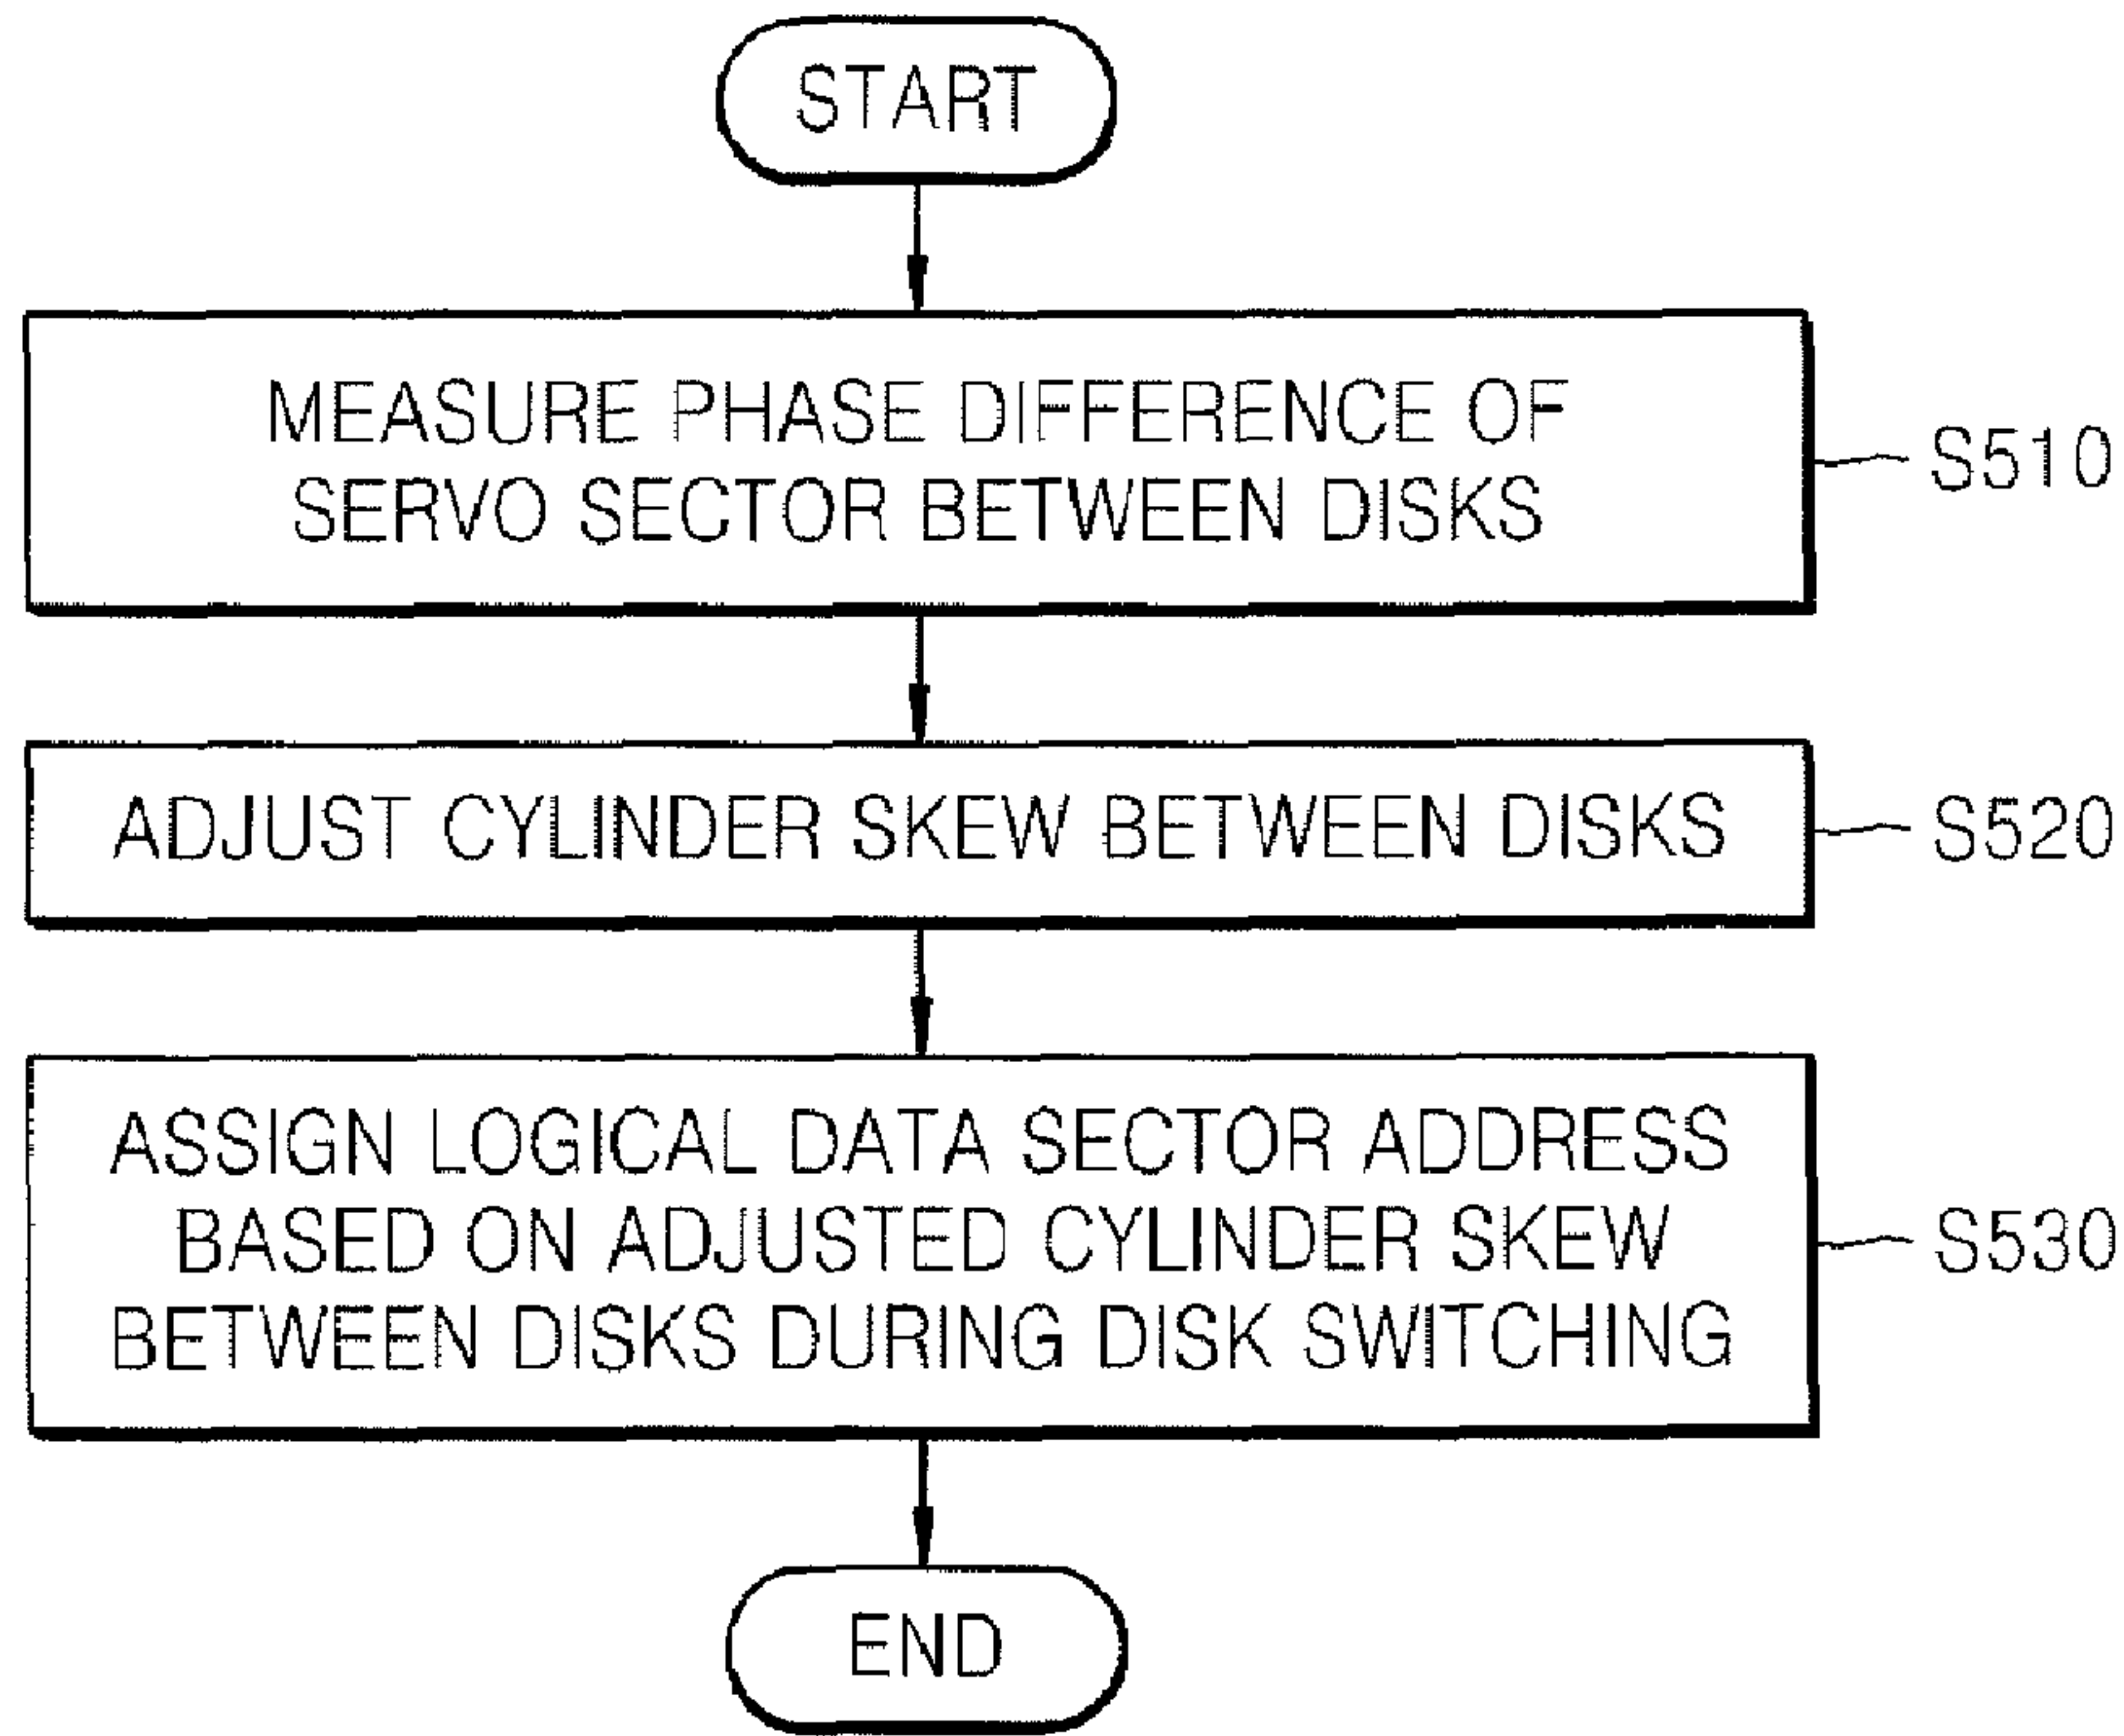 START
MEASURE PHASE DIFFERENCE OF
SERVO SECTOR BETWEEN DISKS
S510
ADJUST CYLINDER SKEW BETWEEN DISKS
S520
ASSIGN LOGICAL DATA SECTOR ADDRESS
BASED ON ADJUSTED CYLINDER SKEW
BETWEEN DISKS DURING DISK SWITCHING
S530
END